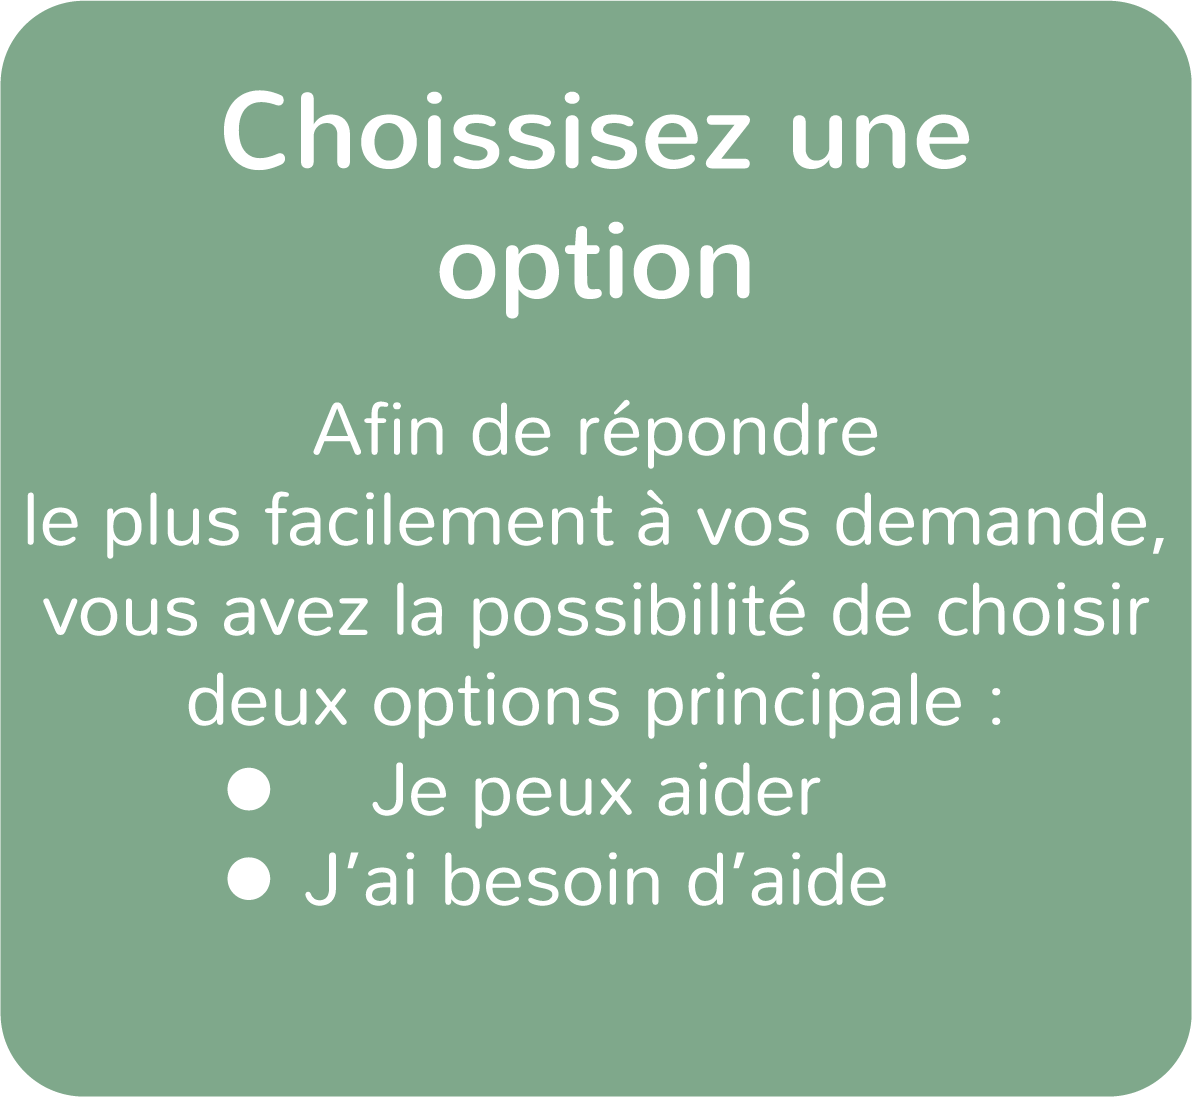 Choissisez une
option
Afin de répondre
le plus facilement à vos demande,
vous avez la possibilité de choisir
deux options principale :
● Je peux aider
● J’ai besoin d’aide